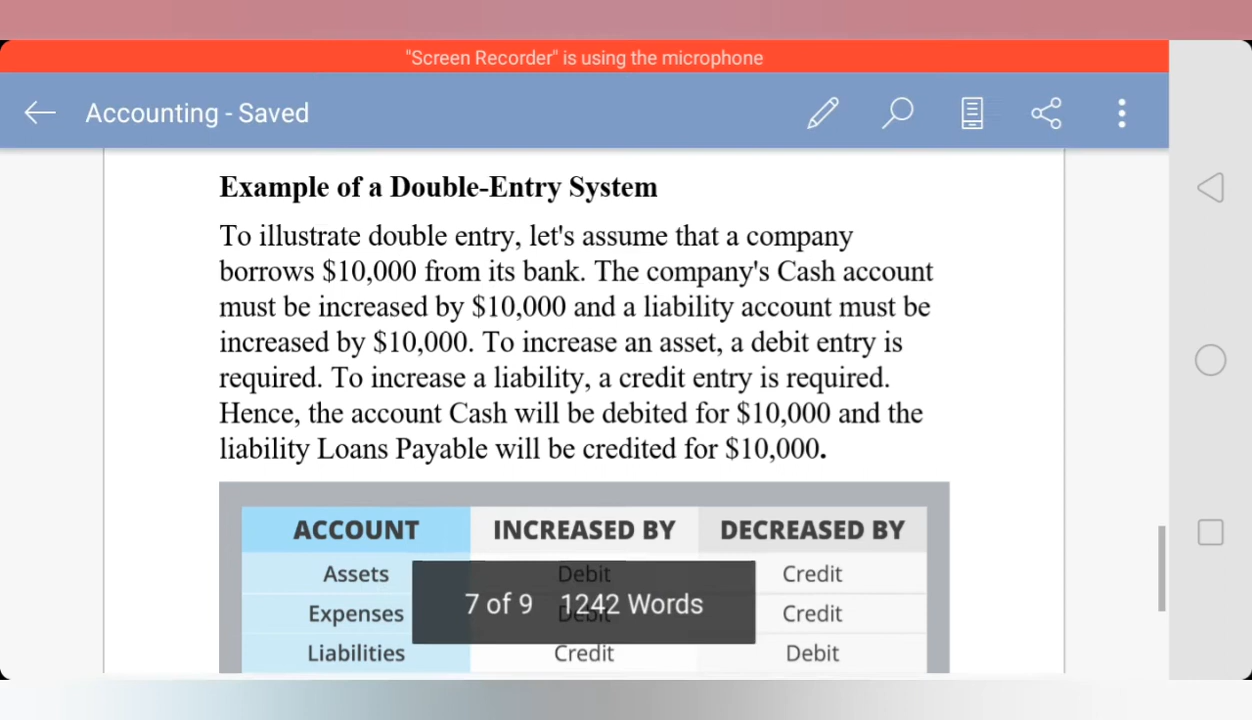 "Screen Recorder" is using the microphone
Accounting - Saved
Example of a Double-Entry System
To illustrate double entry, let's assume that a company
borrows $10,000 from its bank. The company's Cash account
must be increased by $10,000 and a liability account must be
increased by $10,000. To increase an asset, a debit entry is
required. To increase a liability, a credit entry is required.
Hence, the account Cash will be debited for $10,000 and the
liability Loans Payable will be credited for $10,000.
ACCOUNT INCREASED BY DECREASED BY
Assets Debit Credit
7 of 9 1242 Words
Expenses Debit Credit
Liabilities Credit Debit